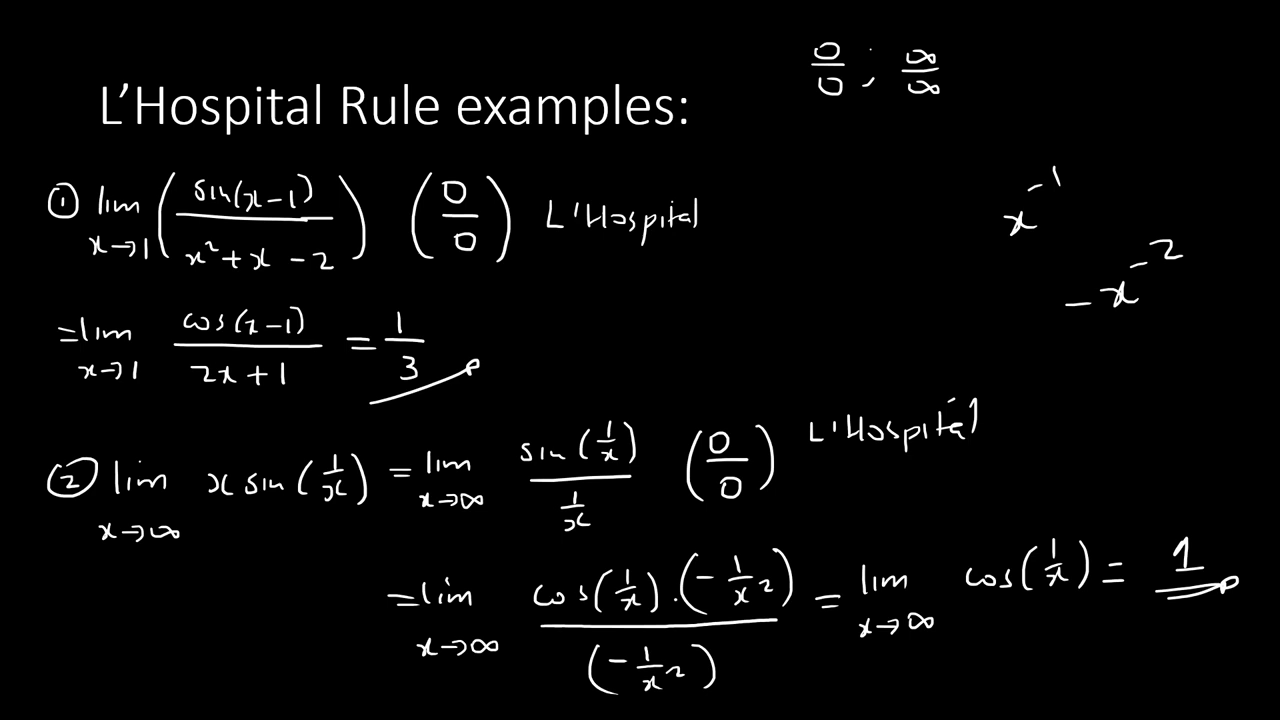 0/0 ; ∞/∞
L'Hospital Rule examples:
① lim x→1 (sin(x-1)/(x²+x-2)) (0/0) L'Hospital
x⁻¹
-x⁻²
= lim x→1 cos(x-1)/(2x+1) = 1/3
② lim x→∞ x sin(1/x) = lim x→∞ sin(1/x)/(1/x) (0/0) L'Hospital
= lim x→∞ cos(1/x)·(-1/x²)/(-1/x²) = lim x→∞ cos(1/x) = 1